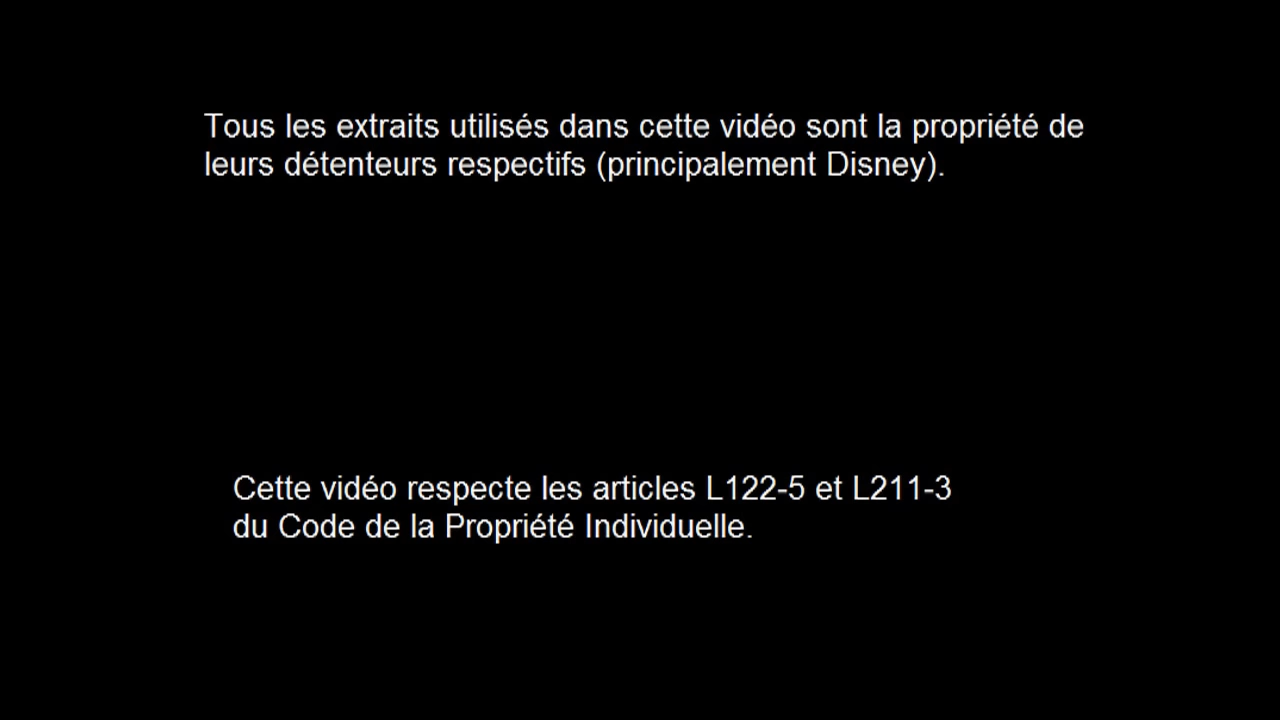 Tous les extraits utilisés dans cette vidéo sont la propriété de
leurs détenteurs respectifs (principalement Disney).
Cette vidéo respecte les articles L122-5 et L211-3
du Code de la Propriété Individuelle.